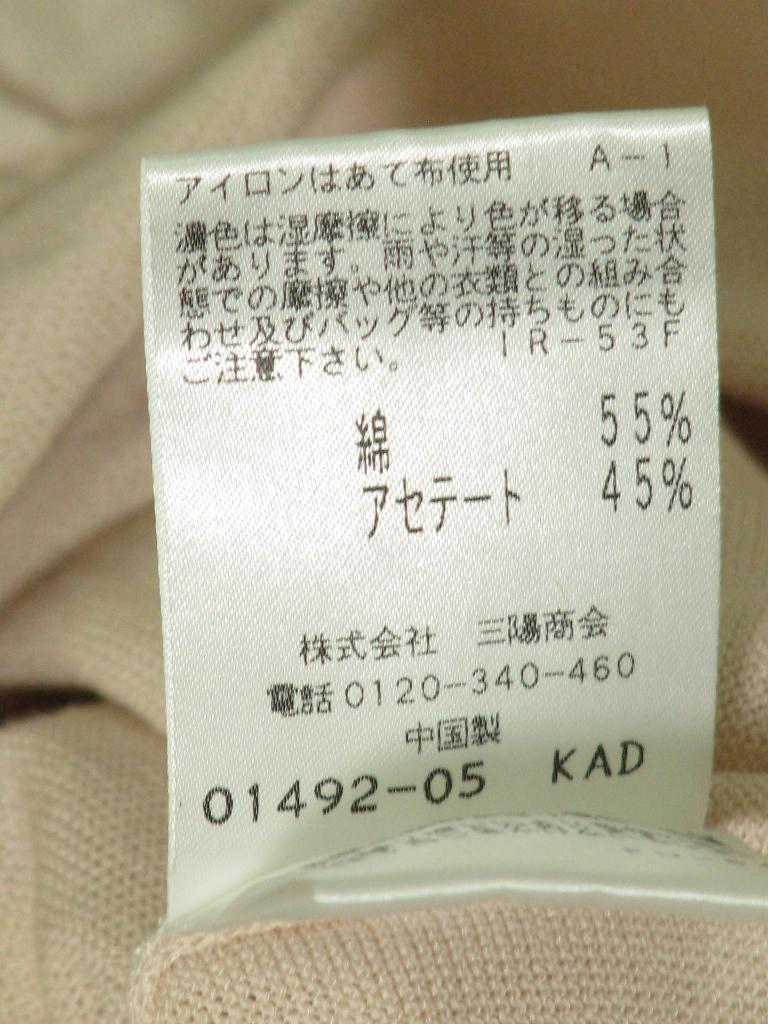 アイロンはあて布使用 A-1
濃色は湿摩擦により色が移る場合
があります。雨や汗等の湿った状
態での摩擦や他の衣類との組み合
わせ及びバッグ等の持ちものにも
ご注意下さい。 IR-53F
綿 55%
アセテート 45%
株式会社 三陽商会
電話0120-340-460
中国製
01492-05 KAD